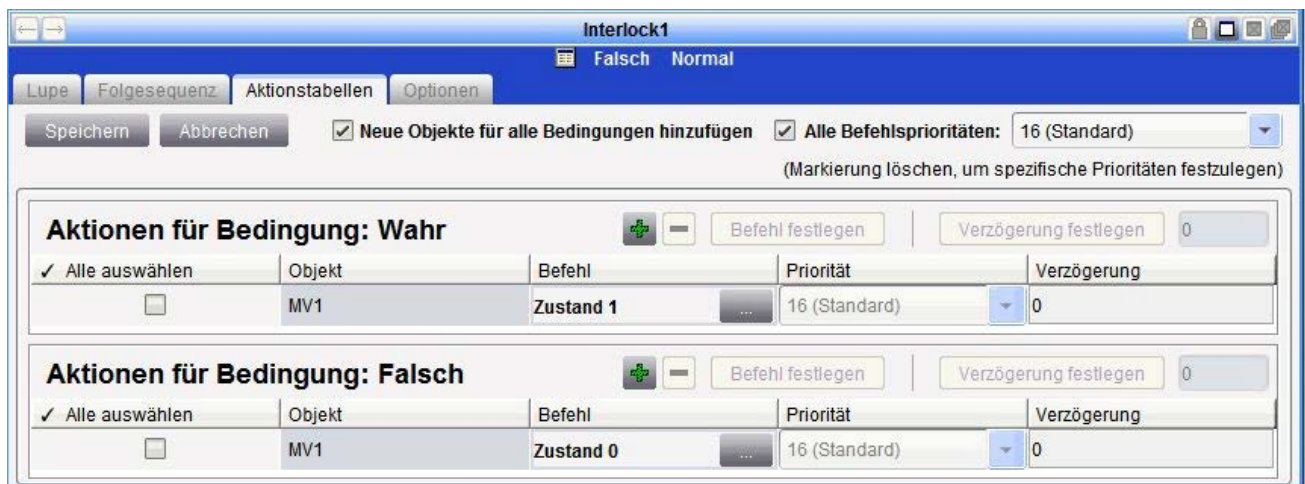 Interlock1
Falsch Normal
Lupe Folgesequenz Aktionstabellen Optionen
Speichern Abbrechen Neue Objekte für alle Bedingungen hinzufügen Alle Befehlsprioritäten: 16 (Standard)
(Markierung löschen, um spezifische Prioritäten festzulegen)
Aktionen für Bedingung: Wahr Befehl festlegen Verzögerung festlegen 0
✓ Alle auswählen Objekt Befehl Priorität Verzögerung
MV1 Zustand 1 ... 16 (Standard) 0
Aktionen für Bedingung: Falsch Befehl festlegen Verzögerung festlegen 0
✓ Alle auswählen Objekt Befehl Priorität Verzögerung
MV1 Zustand 0 ... 16 (Standard) 0